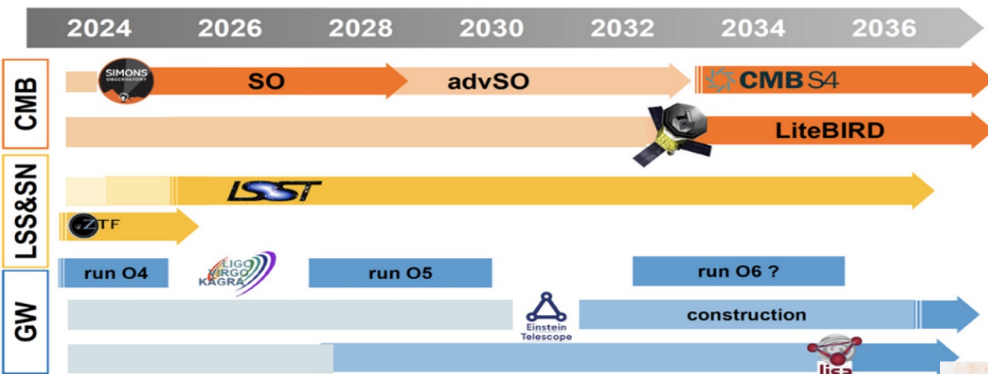 2024 2026 2028 2030 2032 2034 2036
CMB
SIMONS
OBSERVATORY
SO
advSO
CMB S4
LiteBIRD
LSS&SN
LSST
ZTF
GW
run O4
LIGO
VIRGO
KAGRA
run O5
run O6 ?
Einstein
Telescope
construction
lisa